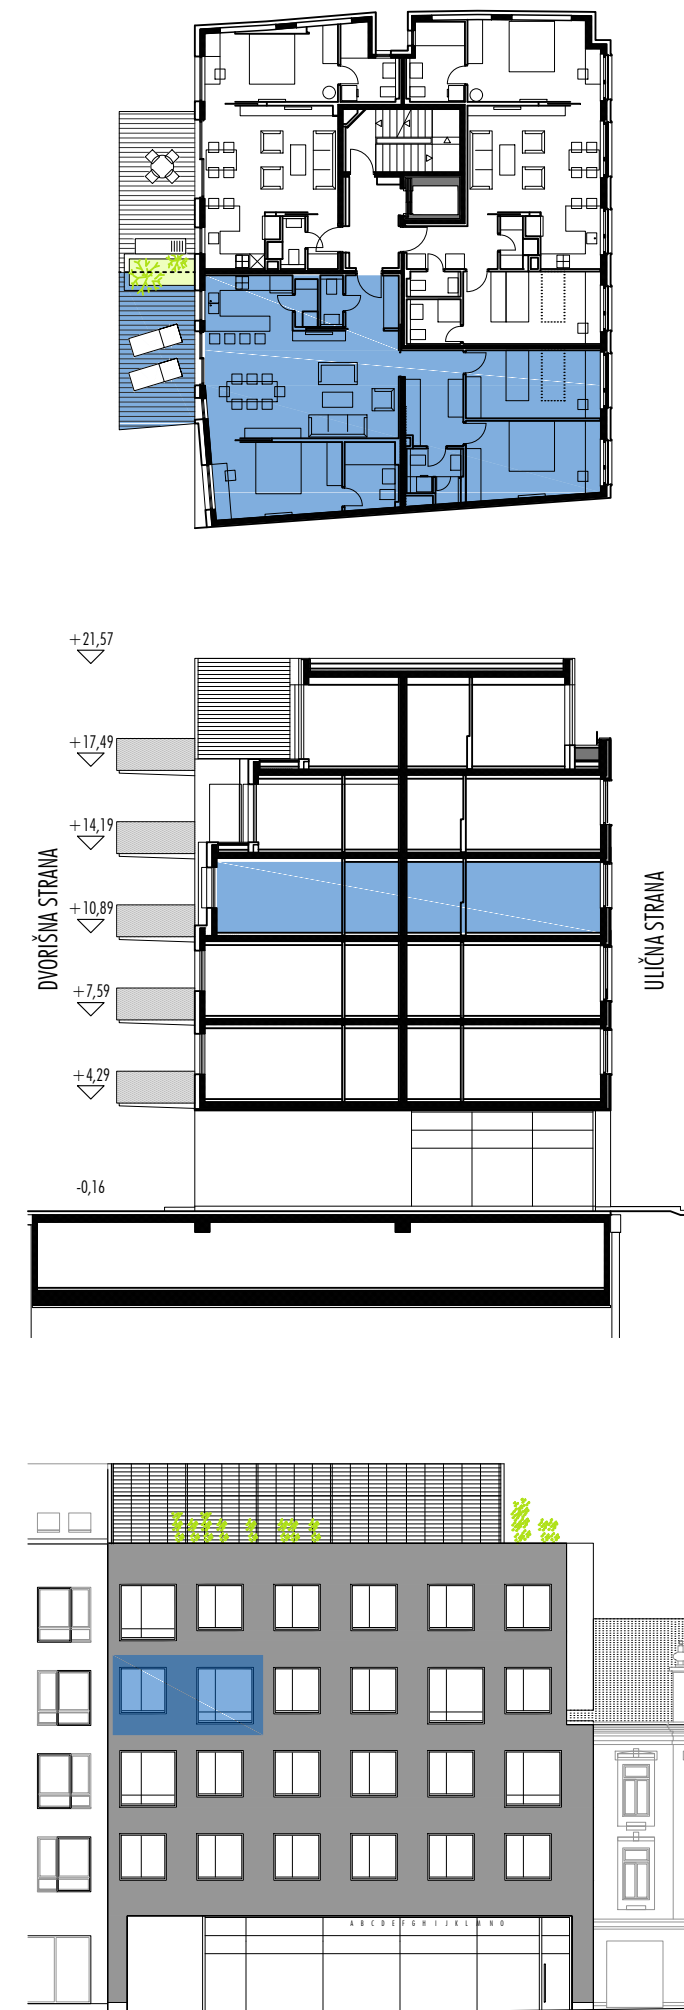 +21,57
+17,49
+14,19
+10,89
+7,59
+4,29
-0,16
DVORIŠNA STRANA
ULIČNA STRANA
A B C D E F G H I J K L M N O